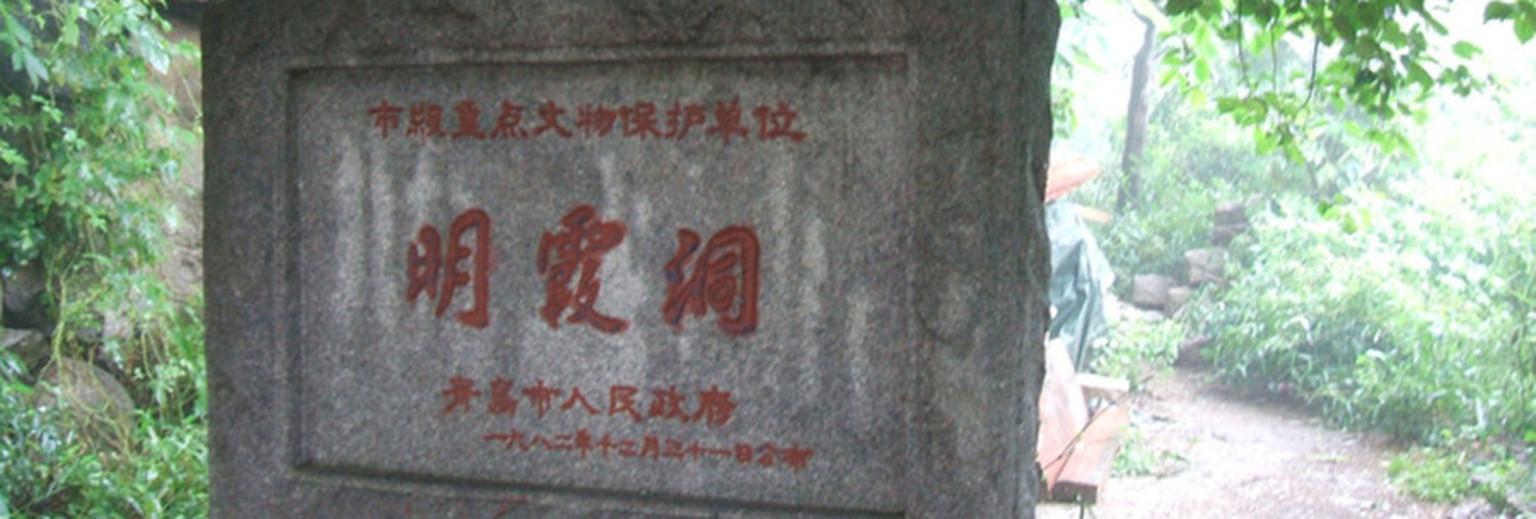 市级重点文物保护单位
明霞洞
青岛市人民政府
一九八二年十二月三十一日公布